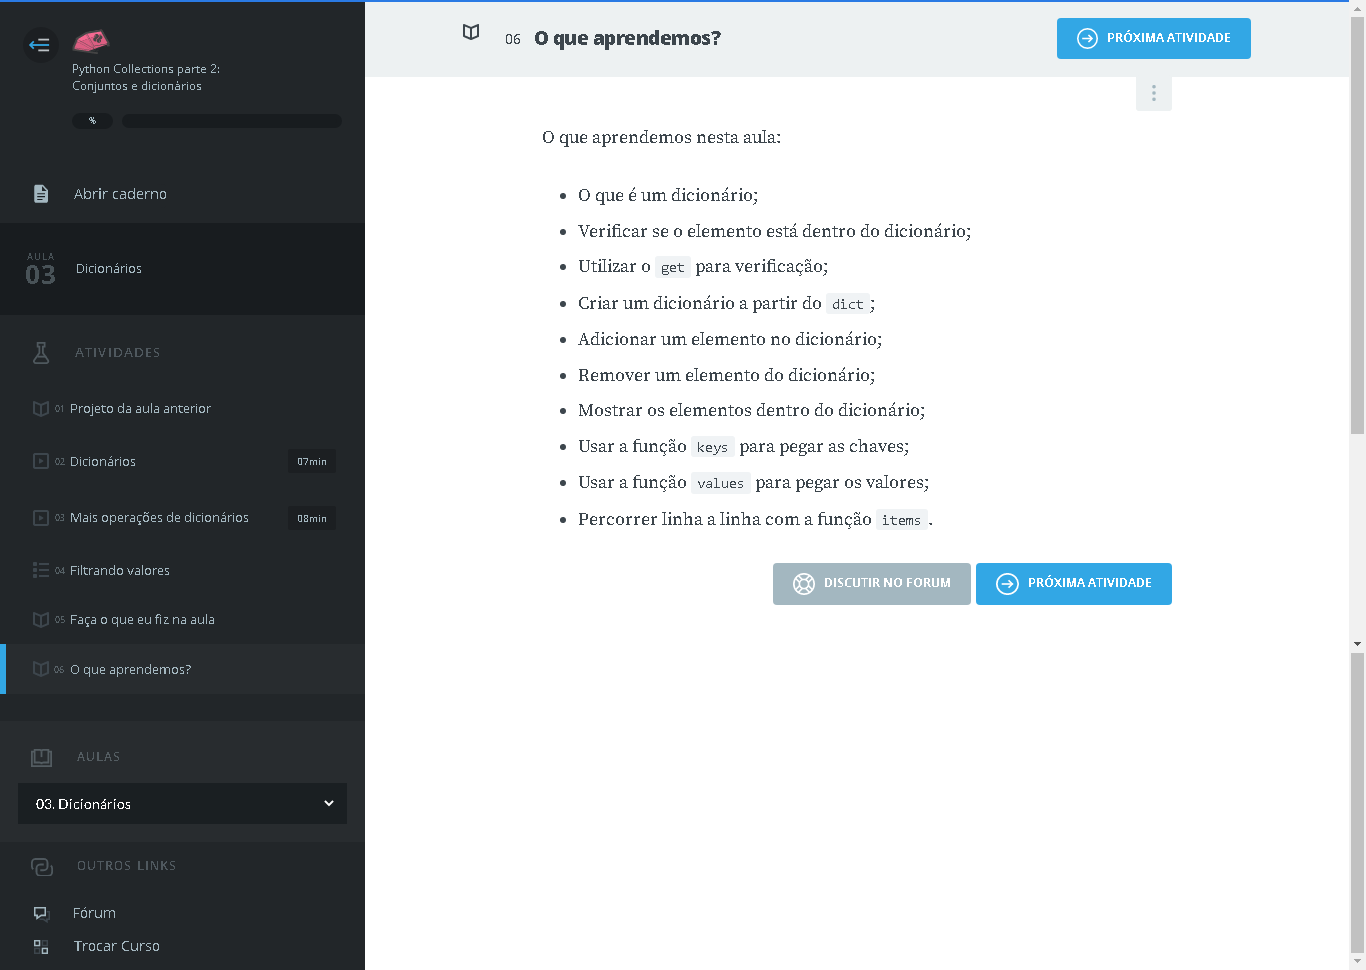 Python Collections parte 2:
Conjuntos e dicionários
%
Abrir caderno
AULA
03
Dicionários
ATIVIDADES
01 Projeto da aula anterior
02 Dicionários 07min
03 Mais operações de dicionários 08min
04 Filtrando valores
05 Faça o que eu fiz na aula
06 O que aprendemos?
AULAS
03. Dicionários
OUTROS LINKS
Fórum
Trocar Curso
06 O que aprendemos?
PRÓXIMA ATIVIDADE
O que aprendemos nesta aula:
• O que é um dicionário;
• Verificar se o elemento está dentro do dicionário;
• Utilizar o get para verificação;
• Criar um dicionário a partir do dict;
• Adicionar um elemento no dicionário;
• Remover um elemento do dicionário;
• Mostrar os elementos dentro do dicionário;
• Usar a função keys para pegar as chaves;
• Usar a função values para pegar os valores;
• Percorrer linha a linha com a função items.
DISCUTIR NO FORUM
PRÓXIMA ATIVIDADE